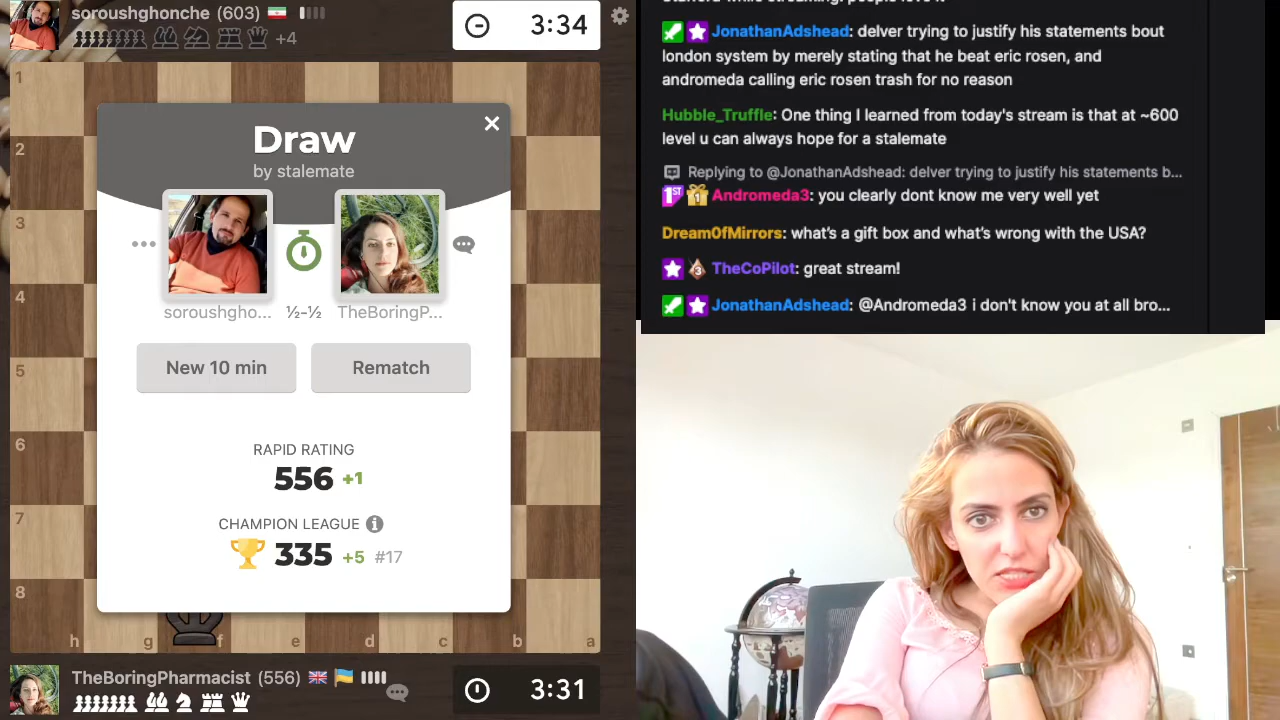 soroushghonche (603)
+4
3:34
1
2
3
4
5
6
7
8
h g f e d c b a
Draw
by stalemate
soroushgho... ½-½ TheBoringP...
New 10 min
Rematch
RAPID RATING
556 +1
CHAMPION LEAGUE
335 +5 #17
TheBoringPharmacist (556)
3:31
JonathanAdshead: delver trying to justify his statements bout
london system by merely stating that he beat eric rosen, and
andromeda calling eric rosen trash for no reason
Hubble_Truffle: One thing I learned from today's stream is that at ~600
level u can always hope for a stalemate
Replying to @JonathanAdshead: delver trying to justify his statements b...
1ST 1 Andromeda3: you clearly dont know me very well yet
Dream0fMirrors: what's a gift box and what's wrong with the USA?
3 TheCoPilot: great stream!
JonathanAdshead: @Andromeda3 i don't know you at all bro...